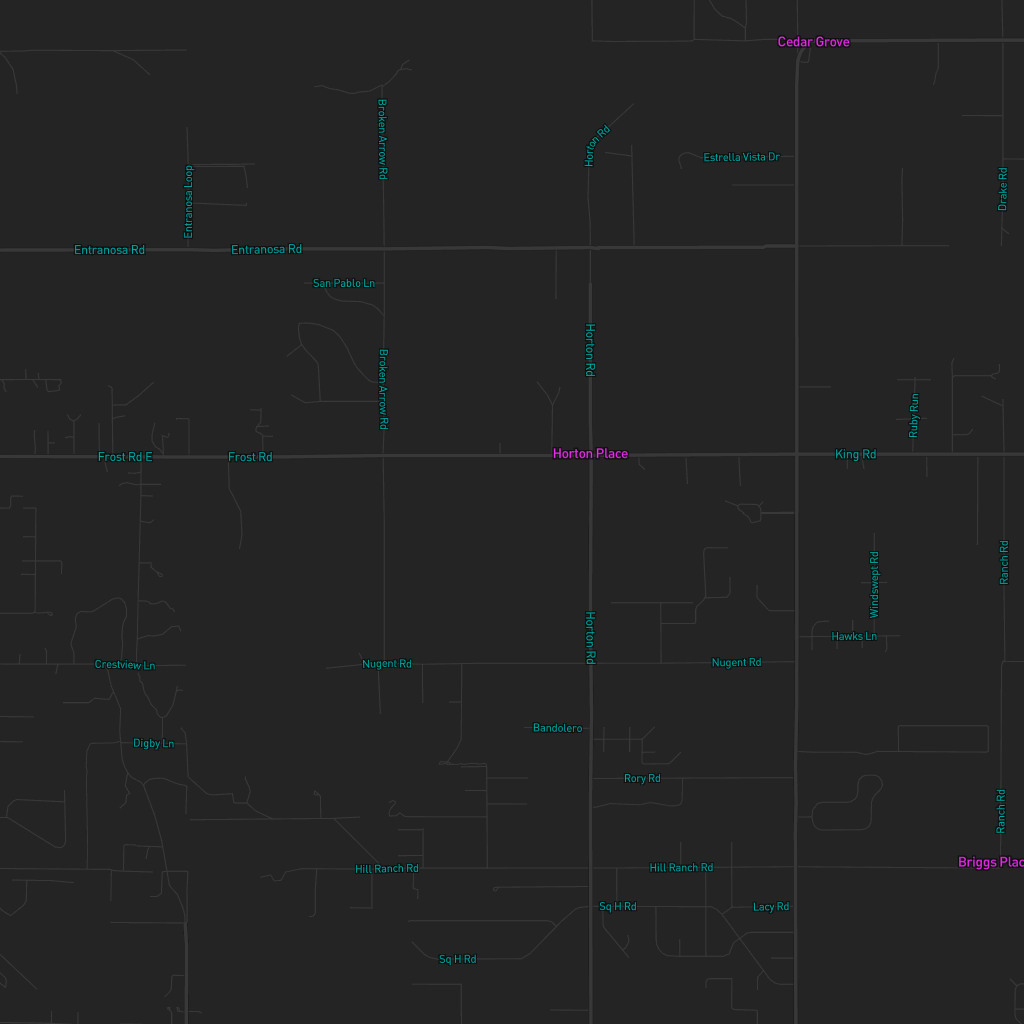 Cedar Grove
Broken Arrow Rd
Horton Rd
Estrella Vista Dr
Entranosa Loop
Drake Rd
Entranosa Rd
Entranosa Rd
San Pablo Ln
Horton Rd
Broken Arrow Rd
Ruby Run
Frost Rd E
Frost Rd
Horton Place
King Rd
Ranch Rd
Windswept Rd
Horton Rd
Hawks Ln
Crestview Ln
Nugent Rd
Nugent Rd
Bandolero
Digby Ln
Rory Rd
Ranch Rd
Hill Ranch Rd
Hill Ranch Rd
Briggs Plac
Sq H Rd
Lacy Rd
Sq H Rd